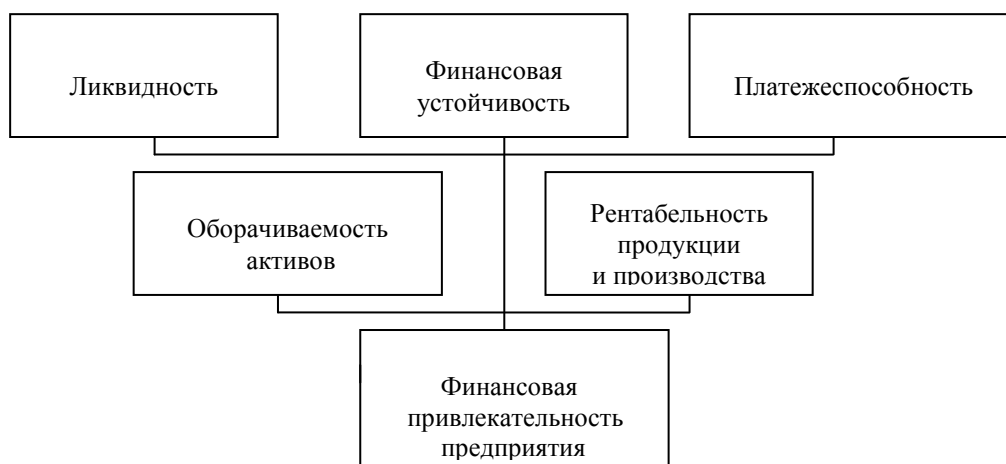 Ликвидность
Финансовая
устойчивость
Платежеспособность
Оборачиваемость
активов
Рентабельность
продукции
и производства
Финансовая
привлекательность
предприятия